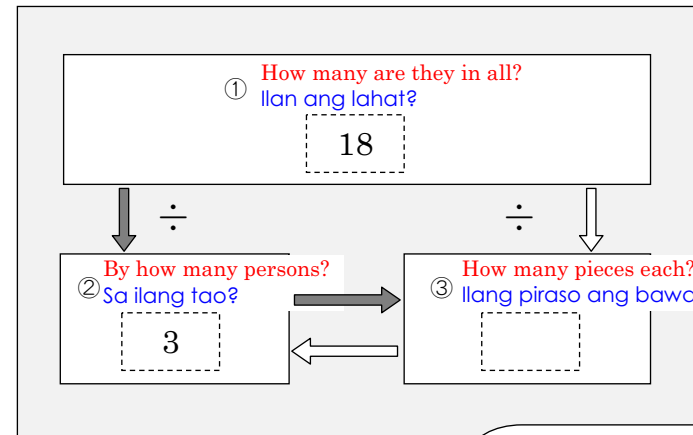 ① How many are they in all?
Ilan ang lahat?
18
÷ ÷
② By how many persons?
Sa ilang tao?
3
③ How many pieces each?
Ilang piraso ang